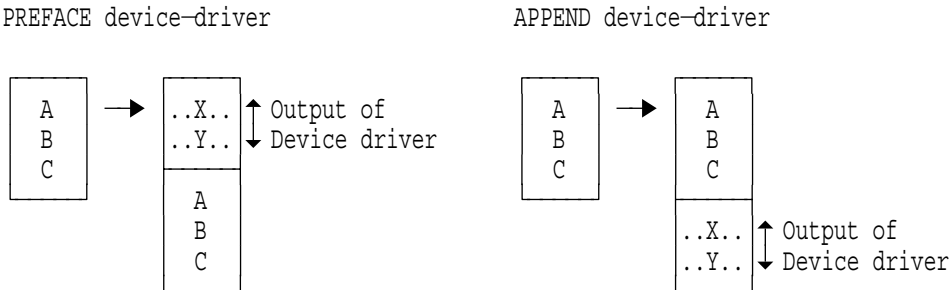 PREFACE device—driver
A
B
C
..X..
..Y..
Output of
Device driver
A
B
C
APPEND device—driver
A
B
C
A
B
C
..X..
..Y..
Output of
Device driver